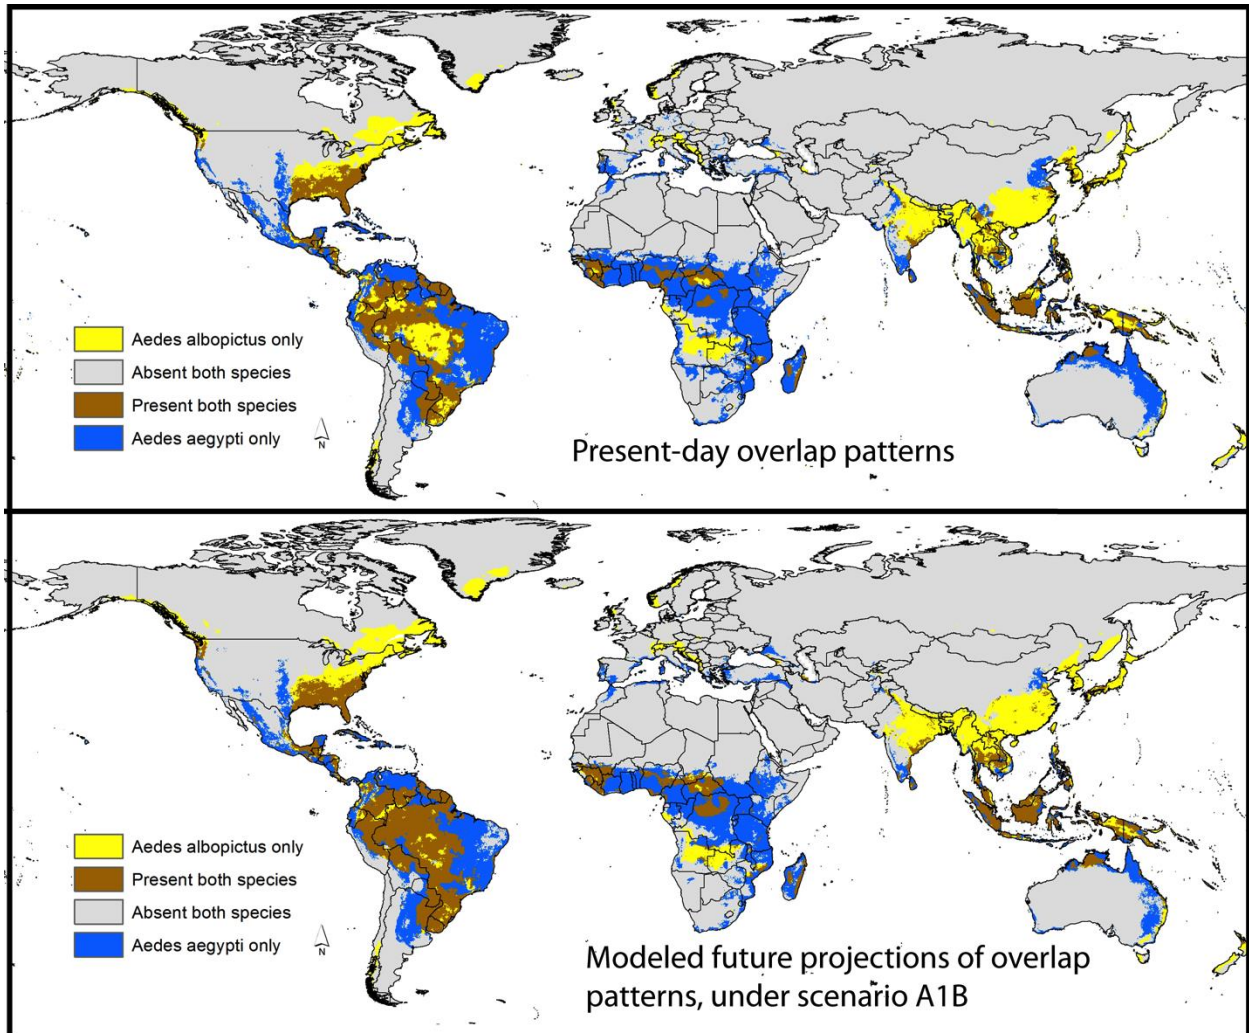 Aedes albopictus only
Absent both species
Present both species
Aedes aegypti only
N
Present-day overlap patterns
Aedes albopictus only
Present both species
Absent both species
Aedes aegypti only
N
Modeled future projections of overlap
patterns, under scenario A1B